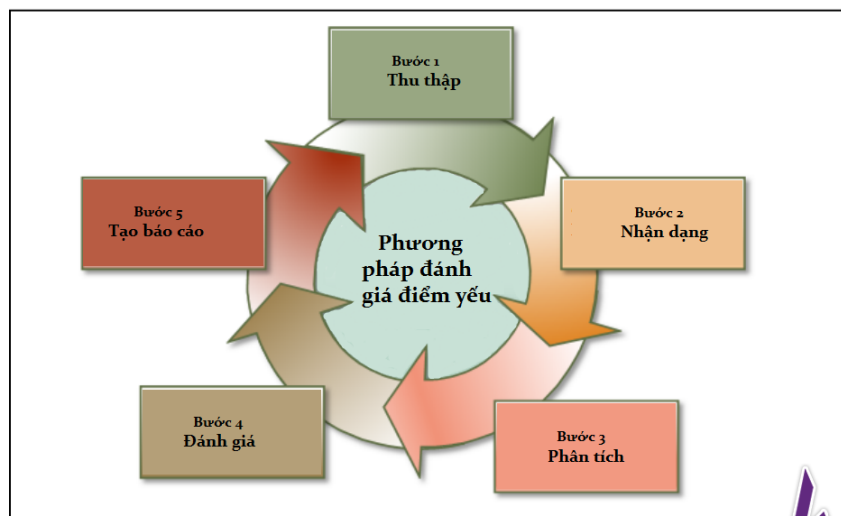 Bước 1
Thu thập
Bước 2
Nhận dạng
Bước 3
Phân tích
Bước 4
Đánh giá
Bước 5
Tạo báo cáo
Phương
pháp đánh
giá điểm yếu